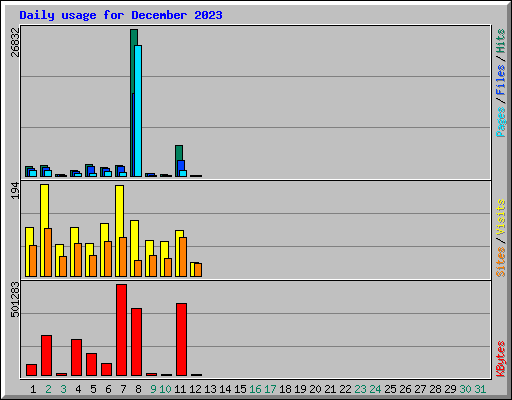 Daily usage for December 2023
26832
Pages / Files / Hits
194
Sites / Visits
501283
KBytes
1 2 3 4 5 6 7 8 9 10 11 12 13 14 15 16 17 18 19 20 21 22 23 24 25 26 27 28 29 30 31